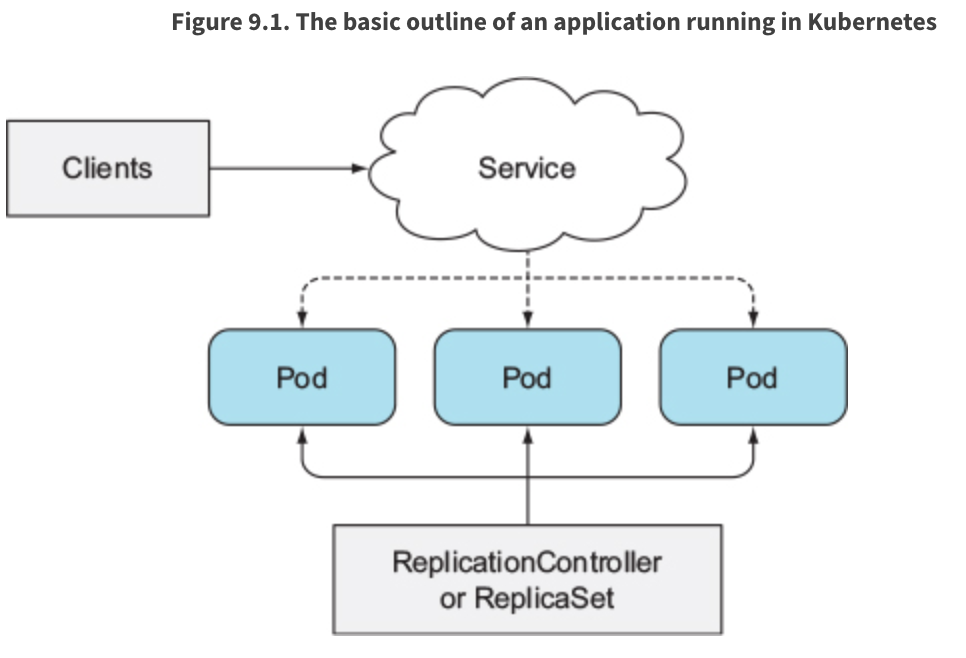 Figure 9.1. The basic outline of an application running in Kubernetes
Clients
Service
Pod
Pod
Pod
ReplicationController
or ReplicaSet